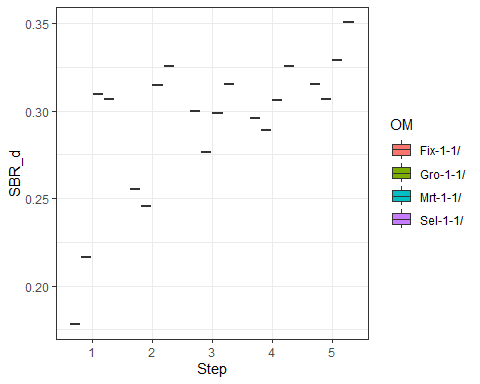 0.35
0.30
0.25
0.20
SBR_d
1 2 3 4 5
Step
OM
Fix-1-1/
Gro-1-1/
Mrt-1-1/
Sel-1-1/